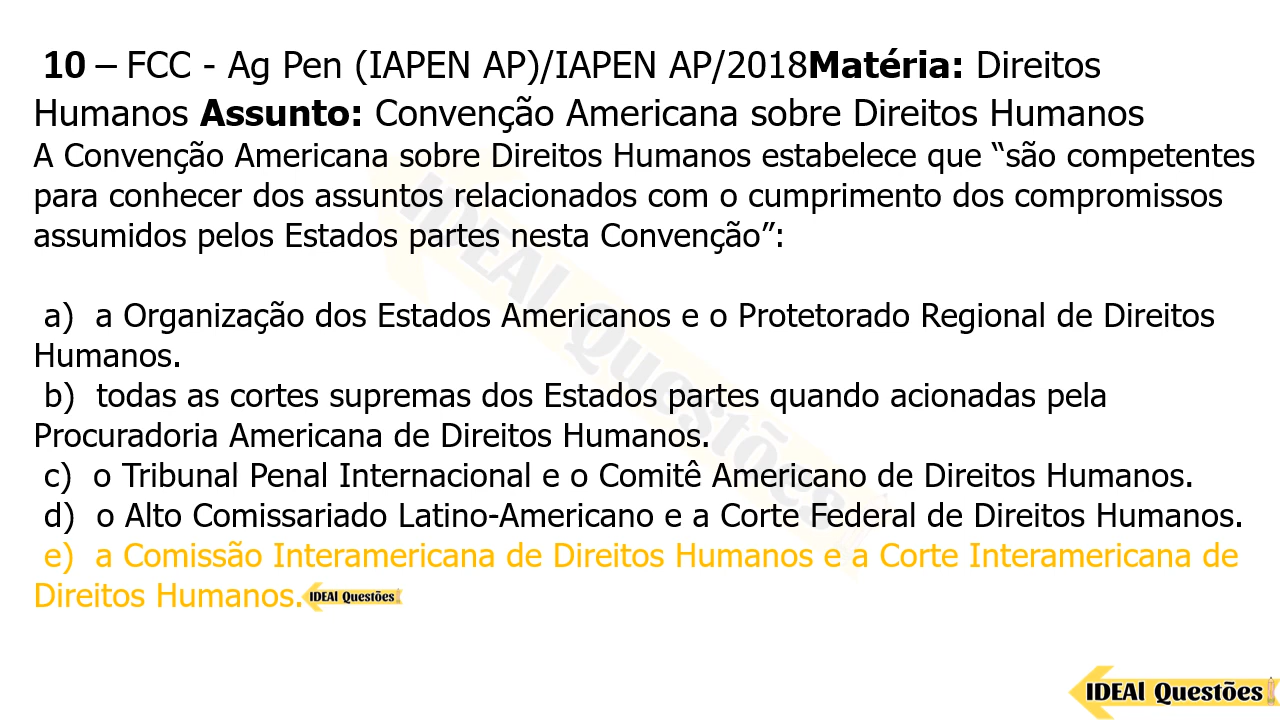 10 – FCC - Ag Pen (IAPEN AP)/IAPEN AP/2018Matéria: Direitos
Humanos Assunto: Convenção Americana sobre Direitos Humanos
A Convenção Americana sobre Direitos Humanos estabelece que “são competentes
para conhecer dos assuntos relacionados com o cumprimento dos compromissos
assumidos pelos Estados partes nesta Convenção”:
a) a Organização dos Estados Americanos e o Protetorado Regional de Direitos
Humanos.
b) todas as cortes supremas dos Estados partes quando acionadas pela
Procuradoria Americana de Direitos Humanos.
c) o Tribunal Penal Internacional e o Comitê Americano de Direitos Humanos.
d) o Alto Comissariado Latino-Americano e a Corte Federal de Direitos Humanos.
e) a Comissão Interamericana de Direitos Humanos e a Corte Interamericana de
Direitos Humanos. IDEAl Questões
IDEAl Questões
IDEAl Questões